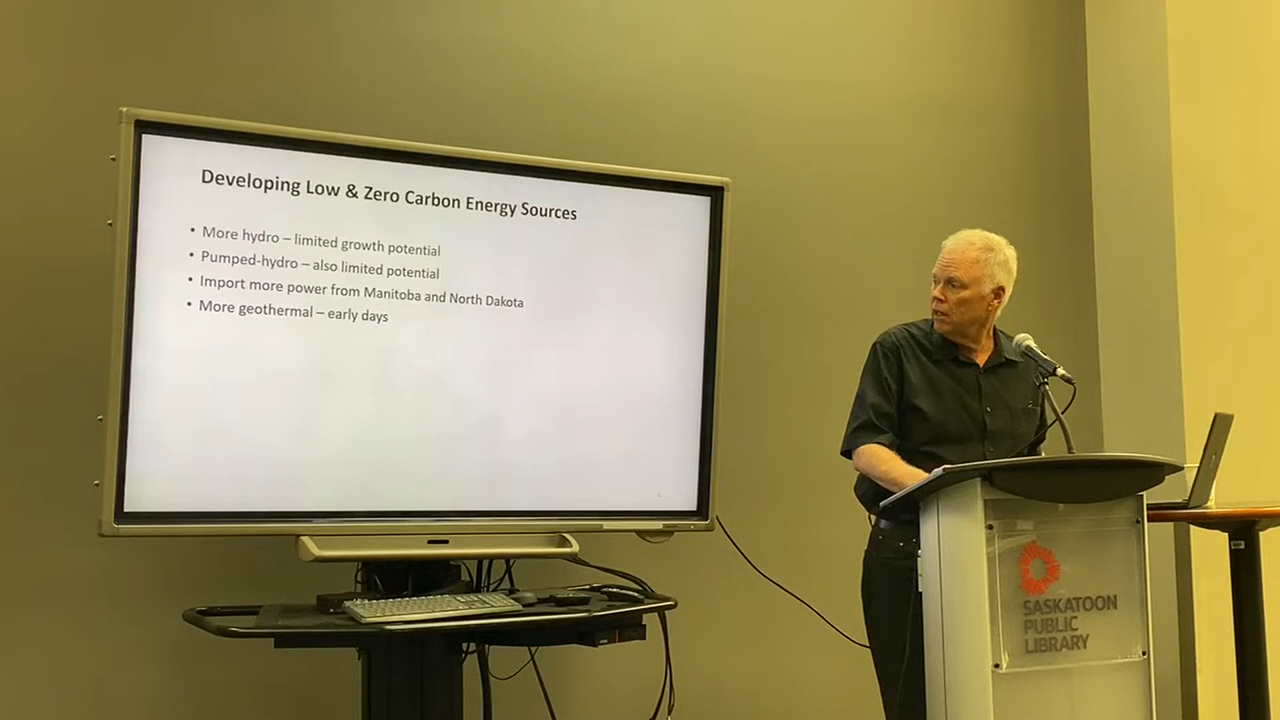 Developing Low & Zero Carbon Energy Sources
• More hydro – limited growth potential
• Pumped-hydro – also limited potential
• Import more power from Manitoba and North Dakota
• More geothermal – early days
SASKATOON
PUBLIC
LIBRARY